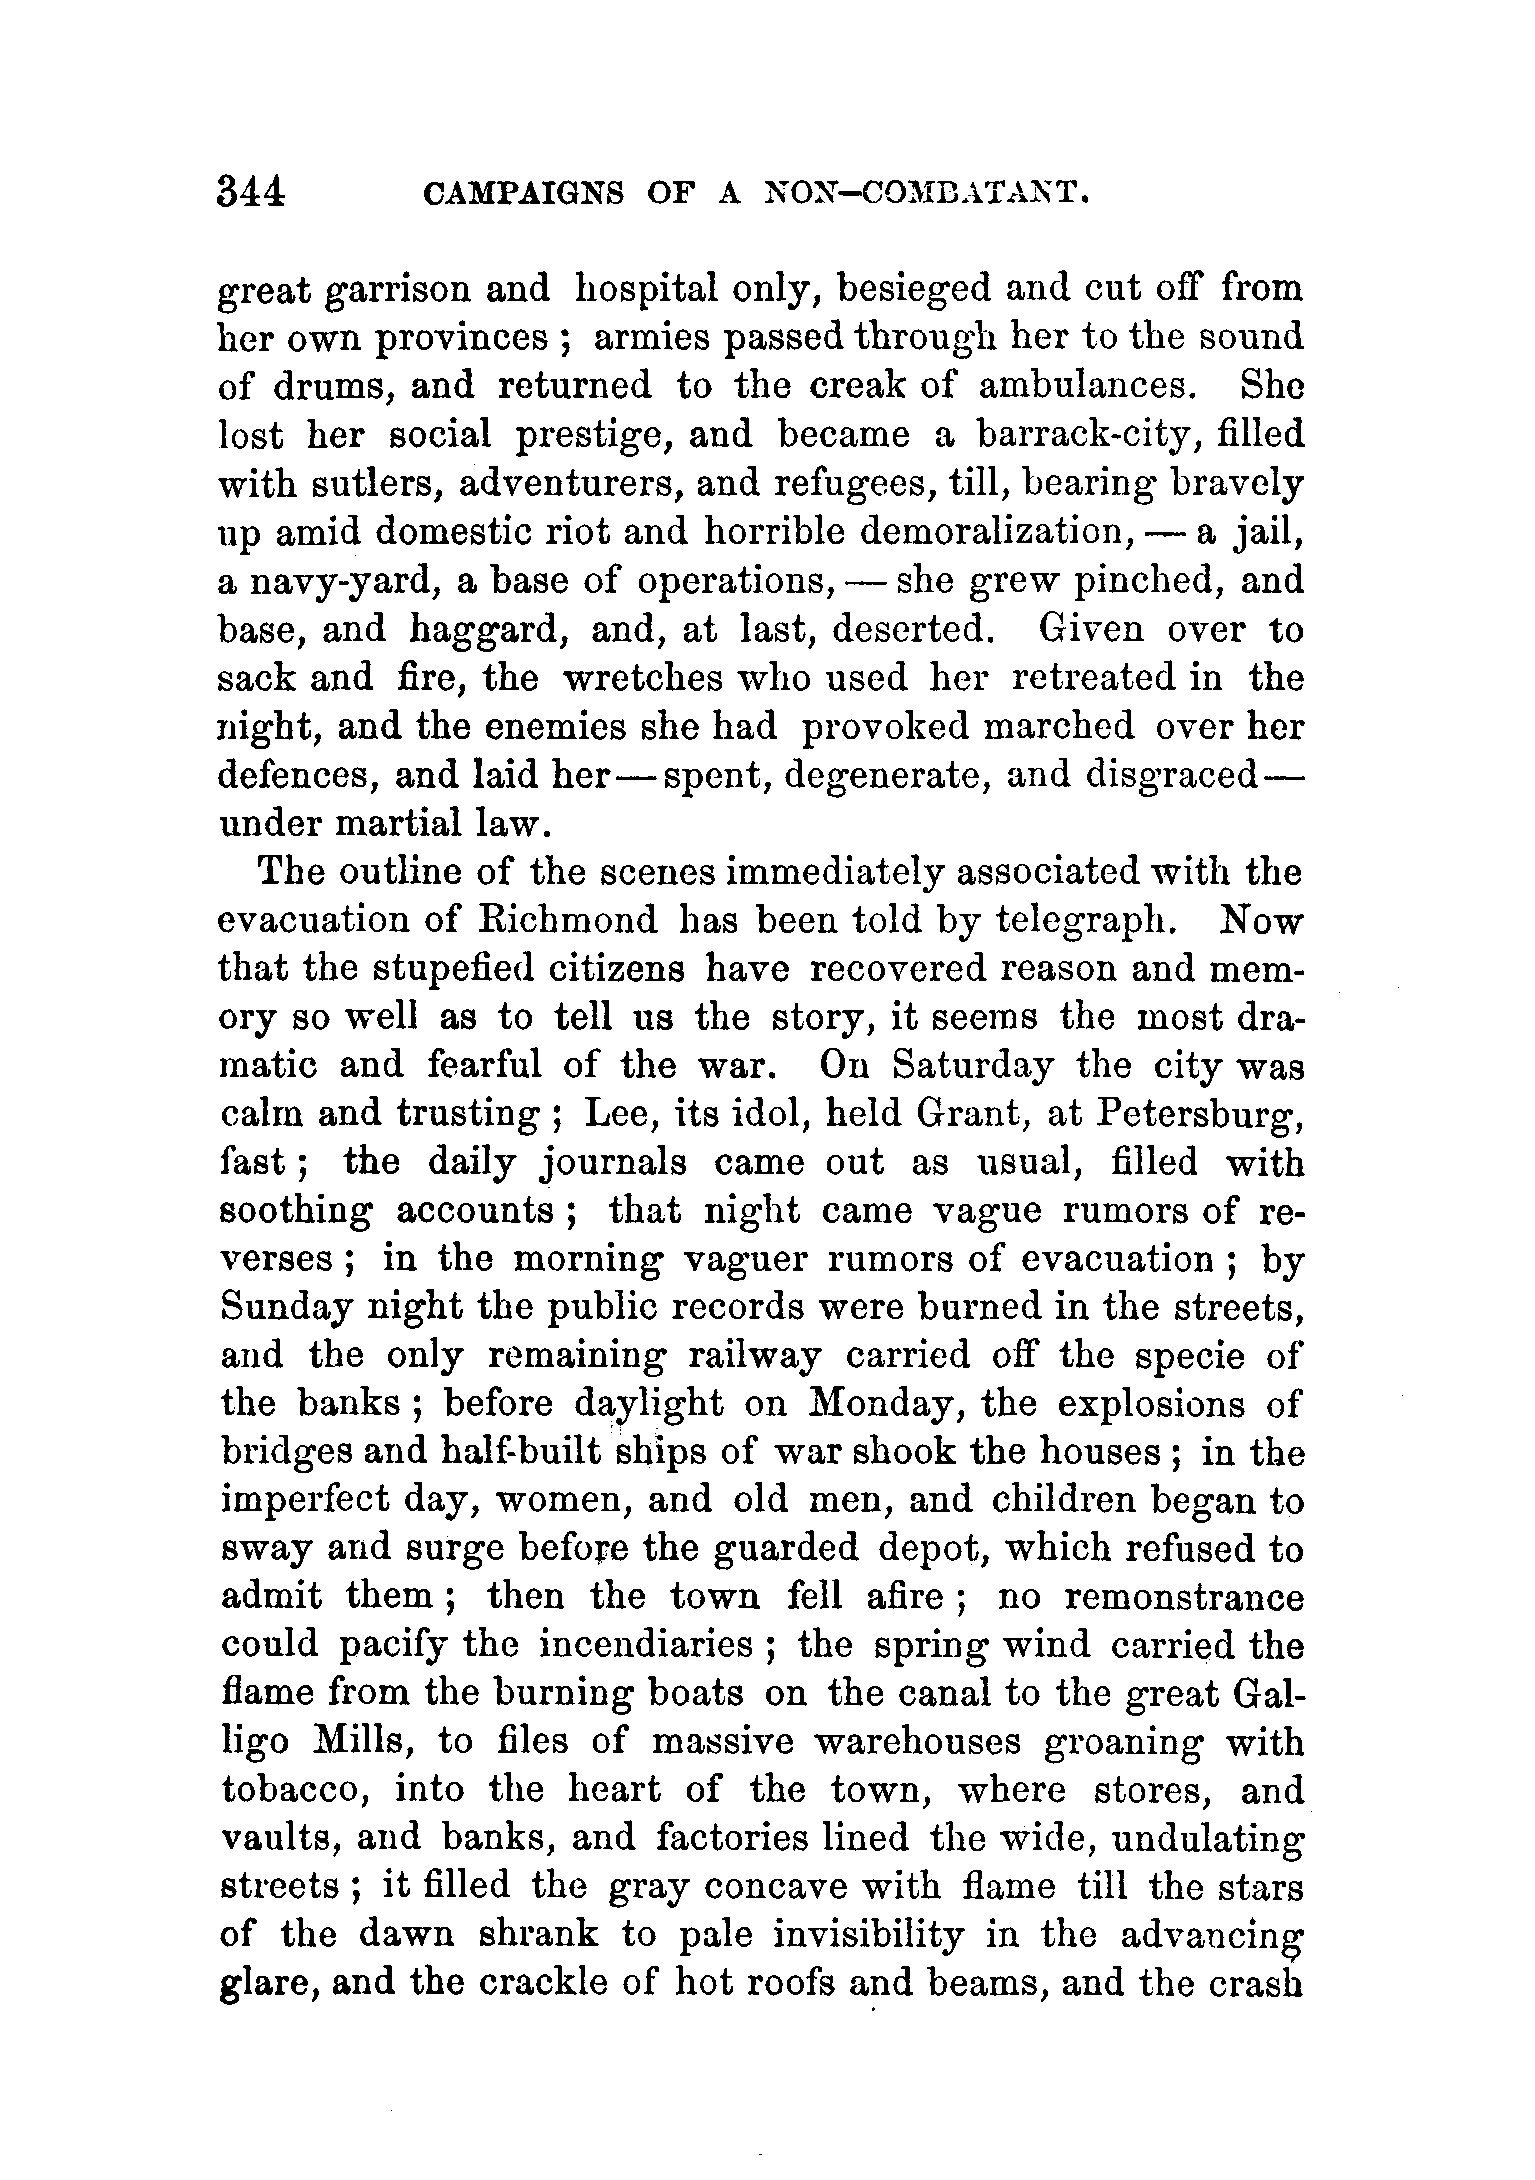 344 CAMPAIGNS OF A NON-COMBATANT.
great garrison and hospital only, besieged and cut off from
her own provinces ; armies passed through her to the sound
of drums, and returned to the creak of ambulances. She
lost her social prestige, and became a barrack-city, filled
with sutlers, adventurers, and refugees, till, bearing bravely
up amid domestic riot and horrible demoralization, — a jail,
a navy-yard, a base of operations, — she grew pinched, and
base, and haggard, and, at last, deserted. Given over to
sack and fire, the wretches who used her retreated in the
night, and the enemies she had provoked marched over her
defences, and laid her — spent, degenerate, and disgraced —
under martial law.
The outline of the scenes immediately associated with the
evacuation of Richmond has been told by telegraph. Now
that the stupefied citizens have recovered reason and mem-
ory so well as to tell us the story, it seems the most dra-
matic and fearful of the war. On Saturday the city was
calm and trusting ; Lee, its idol, held Grant, at Petersburg,
fast ; the daily journals came out as usual, filled with
soothing accounts ; that night came vague rumors of re-
verses ; in the morning vaguer rumors of evacuation ; by
Sunday night the public records were burned in the streets,
and the only remaining railway carried off the specie of
the banks ; before daylight on Monday, the explosions of
bridges and half-built ships of war shook the houses ; in the
imperfect day, women, and old men, and children began to
sway and surge before the guarded depot, which refused to
admit them ; then the town fell afire ; no remonstrance
could pacify the incendiaries ; the spring wind carried the
flame from the burning boats on the canal to the great Gal-
ligo Mills, to files of massive warehouses groaning with
tobacco, into the heart of the town, where stores, and
vaults, and banks, and factories lined the wide, undulating
streets ; it filled the gray concave with flame till the stars
of the dawn shrank to pale invisibility in the advancing
glare, and the crackle of hot roofs and beams, and the crash